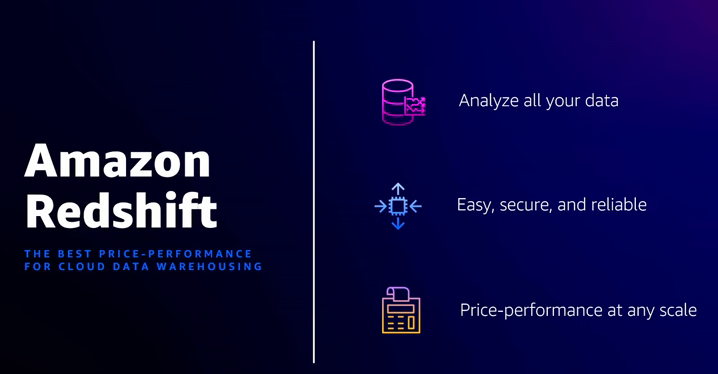 Amazon
Redshift
THE BEST PRICE-PERFORMANCE
FOR CLOUD DATA WAREHOUSING
Analyze all your data
Easy, secure, and reliable
Price-performance at any scale